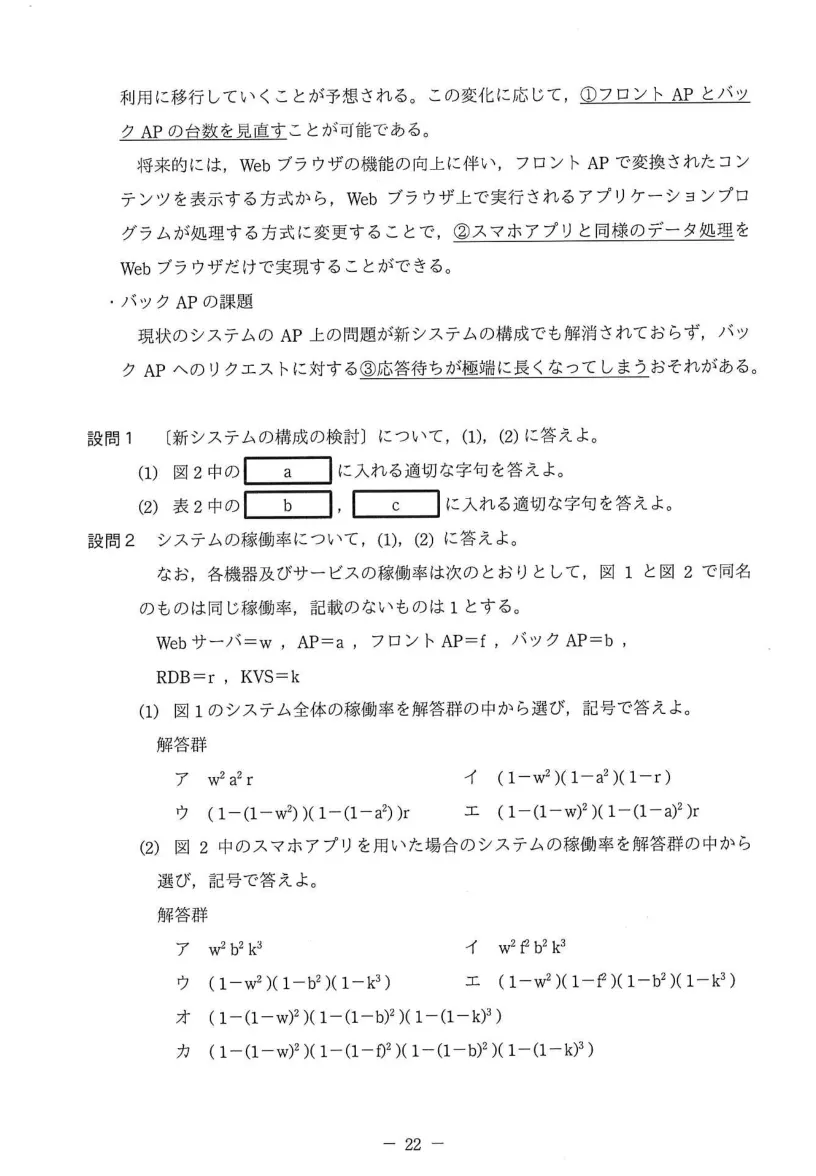 利用に移行していくことが予想される。この変化に応じて，①フロント AP とバッ
ク AP の台数を見直すことが可能である。
将来的には，Web ブラウザの機能の向上に伴い，フロント AP で変換されたコン
テンツを表示する方式から，Web ブラウザ上で実行されるアプリケーションプロ
グラムが処理する方式に変更することで，②スマホアプリと同様のデータ処理を
Web ブラウザだけで実現することができる。
・バック AP の課題
現状のシステムの AP 上の問題が新システムの構成でも解消されておらず，バッ
ク AP へのリクエストに対する③応答待ちが極端に長くなってしまうおそれがある。
設問1 〔新システムの構成の検討〕について，(1)，(2) に答えよ。
(1) 図 2 中の a に入れる適切な字句を答えよ。
(2) 表 2 中の b ， c に入れる適切な字句を答えよ。
設問2 システムの稼働率について，(1)，(2) に答えよ。
なお，各機器及びサービスの稼働率は次のとおりとして，図 1 と図 2 で同名
のものは同じ稼働率，記載のないものは 1 とする。
Web サーバ＝w ，AP＝a ，フロント AP＝f ，バック AP＝b ，
RDB＝r ，KVS＝k
(1) 図 1 のシステム全体の稼働率を解答群の中から選び，記号で答えよ。
解答群
ア w² a² r イ (1－w²)(1－a²)(1－r)
ウ (1－(1－w²))(1－(1－a²))r エ (1－(1－w)²)(1－(1－a)²)r
(2) 図 2 中のスマホアプリを用いた場合のシステムの稼働率を解答群の中から
選び，記号で答えよ。
解答群
ア w² b² k³ イ w² f² b² k³
ウ (1－w²)(1－b²)(1－k³) エ (1－w²)(1－f²)(1－b²)(1－k³)
オ (1－(1－w)²)(1－(1－b)²)(1－(1－k)³)
カ (1－(1－w)²)(1－(1－f)²)(1－(1－b)²)(1－(1－k)³)
－ 22 －